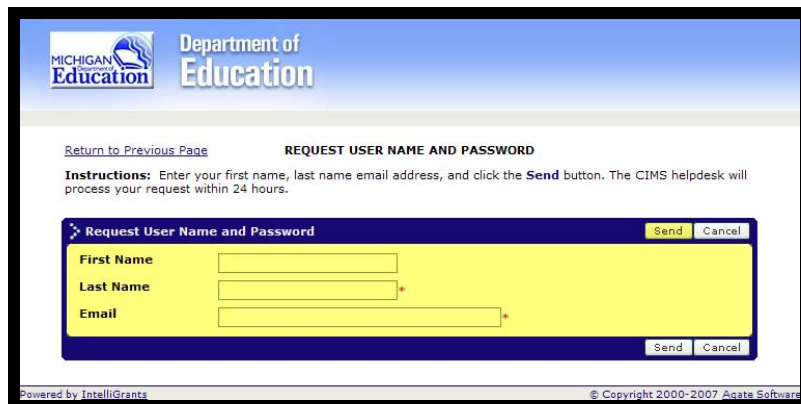 MICHIGAN
Department of
Education
Department of
Education
Return to Previous Page REQUEST USER NAME AND PASSWORD
Instructions: Enter your first name, last name email address, and click the Send button. The CIMS helpdesk will
process your request within 24 hours.
Request User Name and Password Send Cancel
First Name
Last Name *
Email *
Send Cancel
Powered by IntelliGrants © Copyright 2000-2007 Agate Software